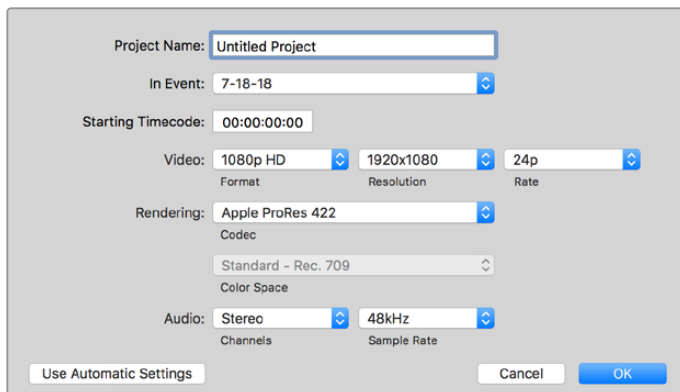 Project Name: Untitled Project
In Event: 7-18-18
Starting Timecode: 00:00:00:00
Video: 1080p HD 1920x1080 24p
Format Resolution Rate
Rendering: Apple ProRes 422
Codec
Standard - Rec. 709
Color Space
Audio: Stereo 48kHz
Channels Sample Rate
Use Automatic Settings Cancel OK